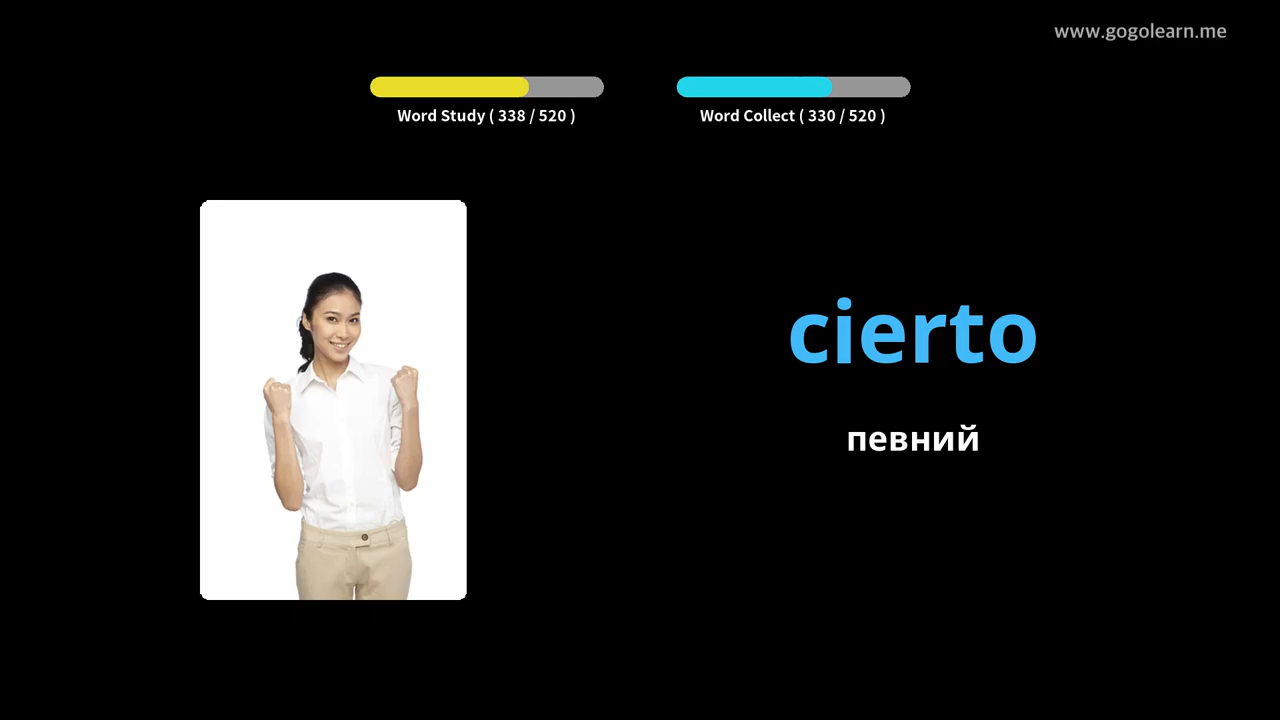 www.gogolearn.me
Word Study ( 338 / 520 )
Word Collect ( 330 / 520 )
cierto
певний